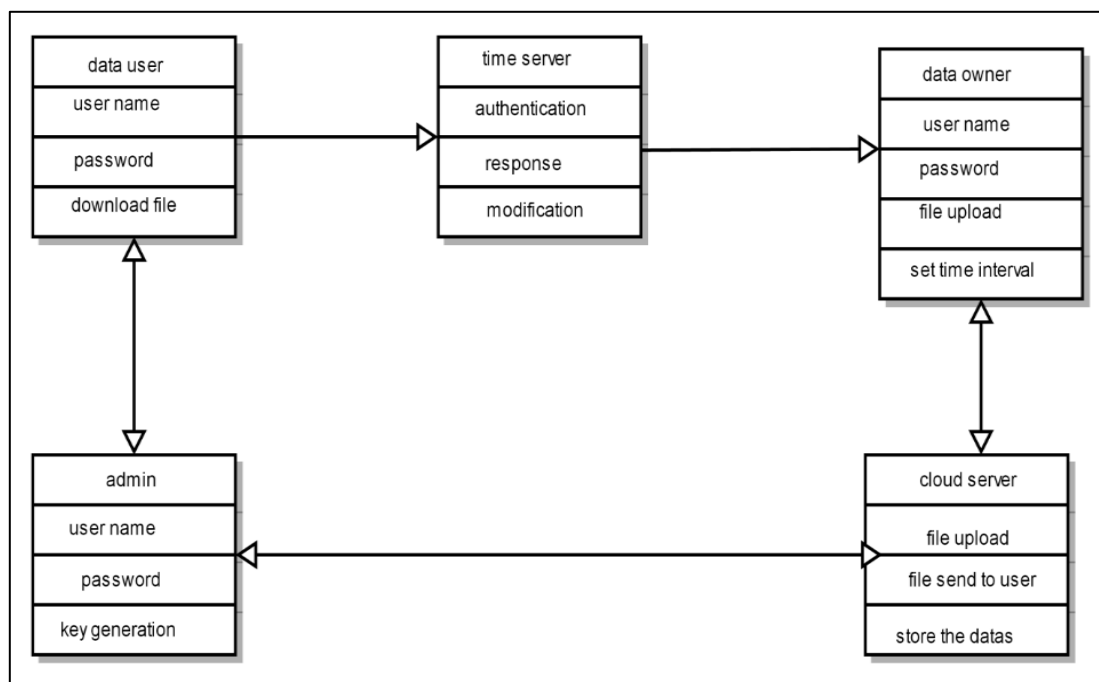 data user
user name
password
download file
time server
authentication
response
modification
data owner
user name
password
file upload
set time interval
admin
user name
password
key generation
cloud server
file upload
file send to user
store the datas